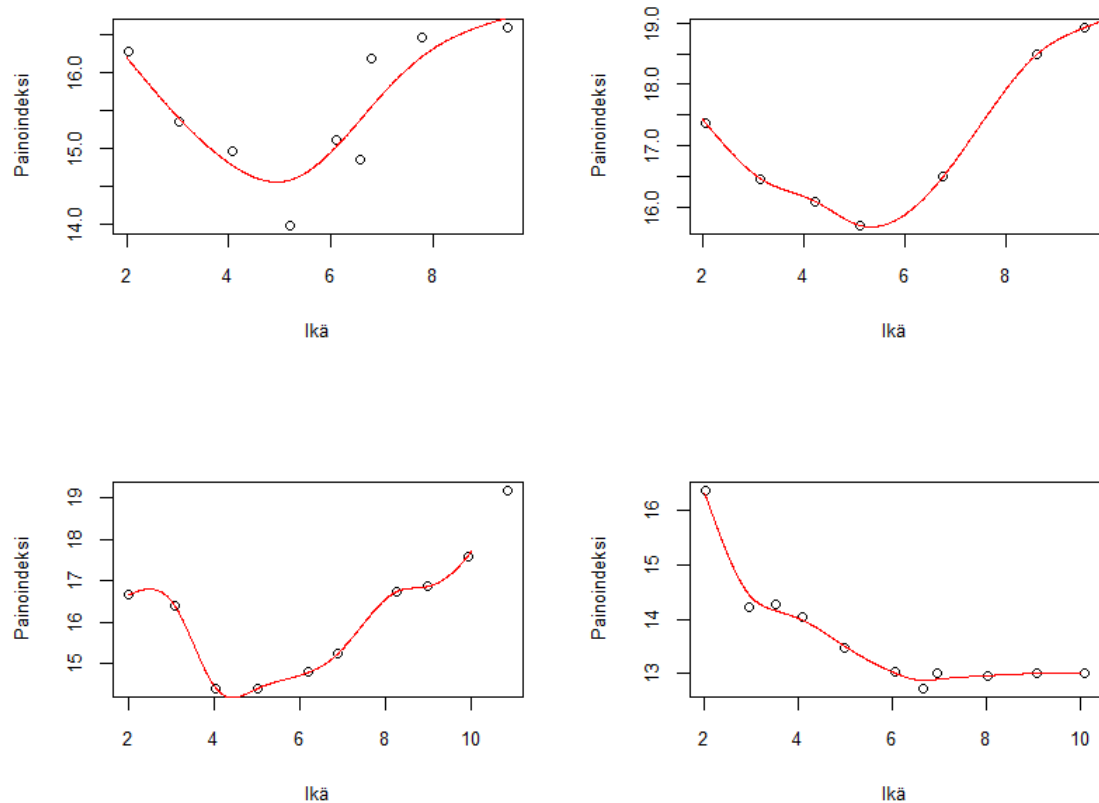 Painoindeksi
14.0 15.0 16.0
2 4 6 8
Ikä
Painoindeksi
16.0 17.0 18.0 19.0
2 4 6 8
Ikä
Painoindeksi
15 16 17 18 19
2 4 6 8 10
Ikä
Painoindeksi
13 14 15 16
2 4 6 8 10
Ikä